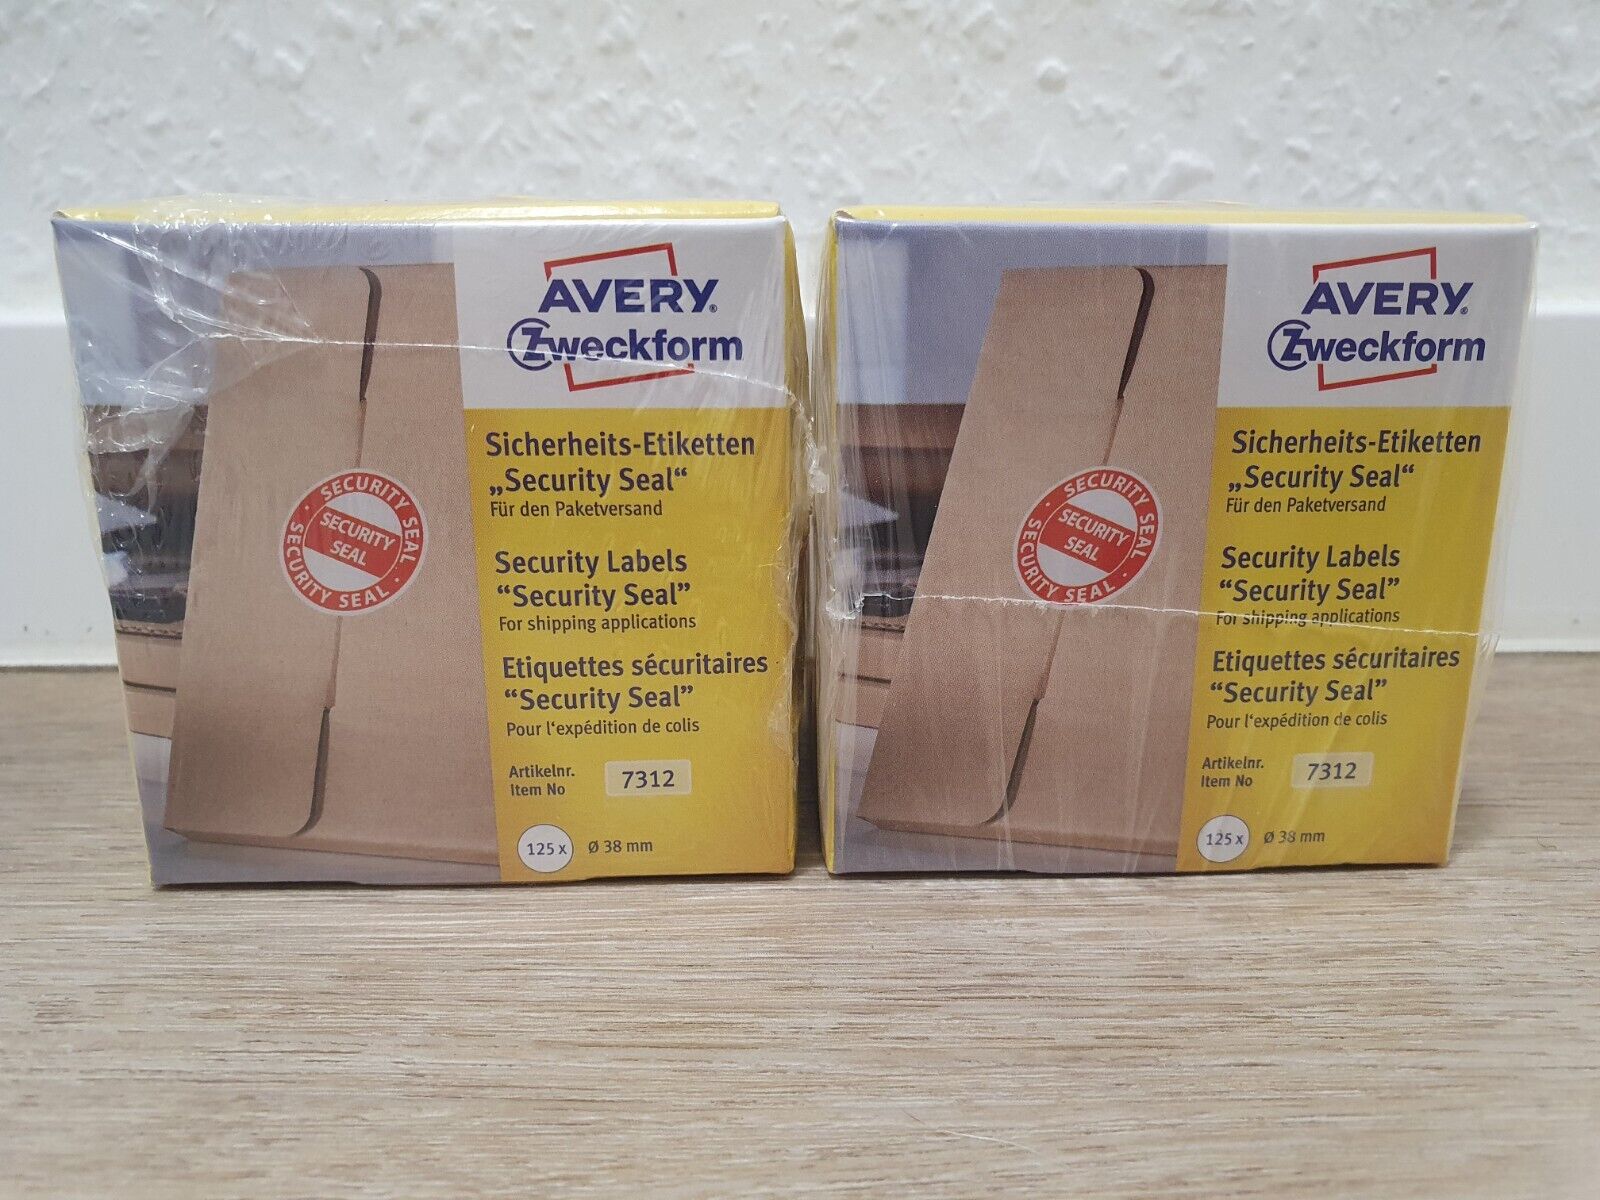 AVERY®
Zweckform
Sicherheits-Etiketten
„Security Seal“
Für den Paketversand
Security Labels
“Security Seal”
For shipping applications
Etiquettes sécuritaires
“Security Seal”
Pour l‘expédition de colis
Artikelnr.
Item No
7312
125 x
Ø 38 mm
SECURITY SEAL ·
SECURITY SEAL ·
SECURITY
SEAL
AVERY®
Zweckform
Sicherheits-Etiketten
„Security Seal“
Für den Paketversand
Security Labels
“Security Seal”
For shipping applications
Etiquettes sécuritaires
“Security Seal”
Pour l‘expédition de colis
Artikelnr.
Item No
7312
125 x
Ø 38 mm
SECURITY SEAL ·
SECURITY SEAL ·
SECURITY
SEAL